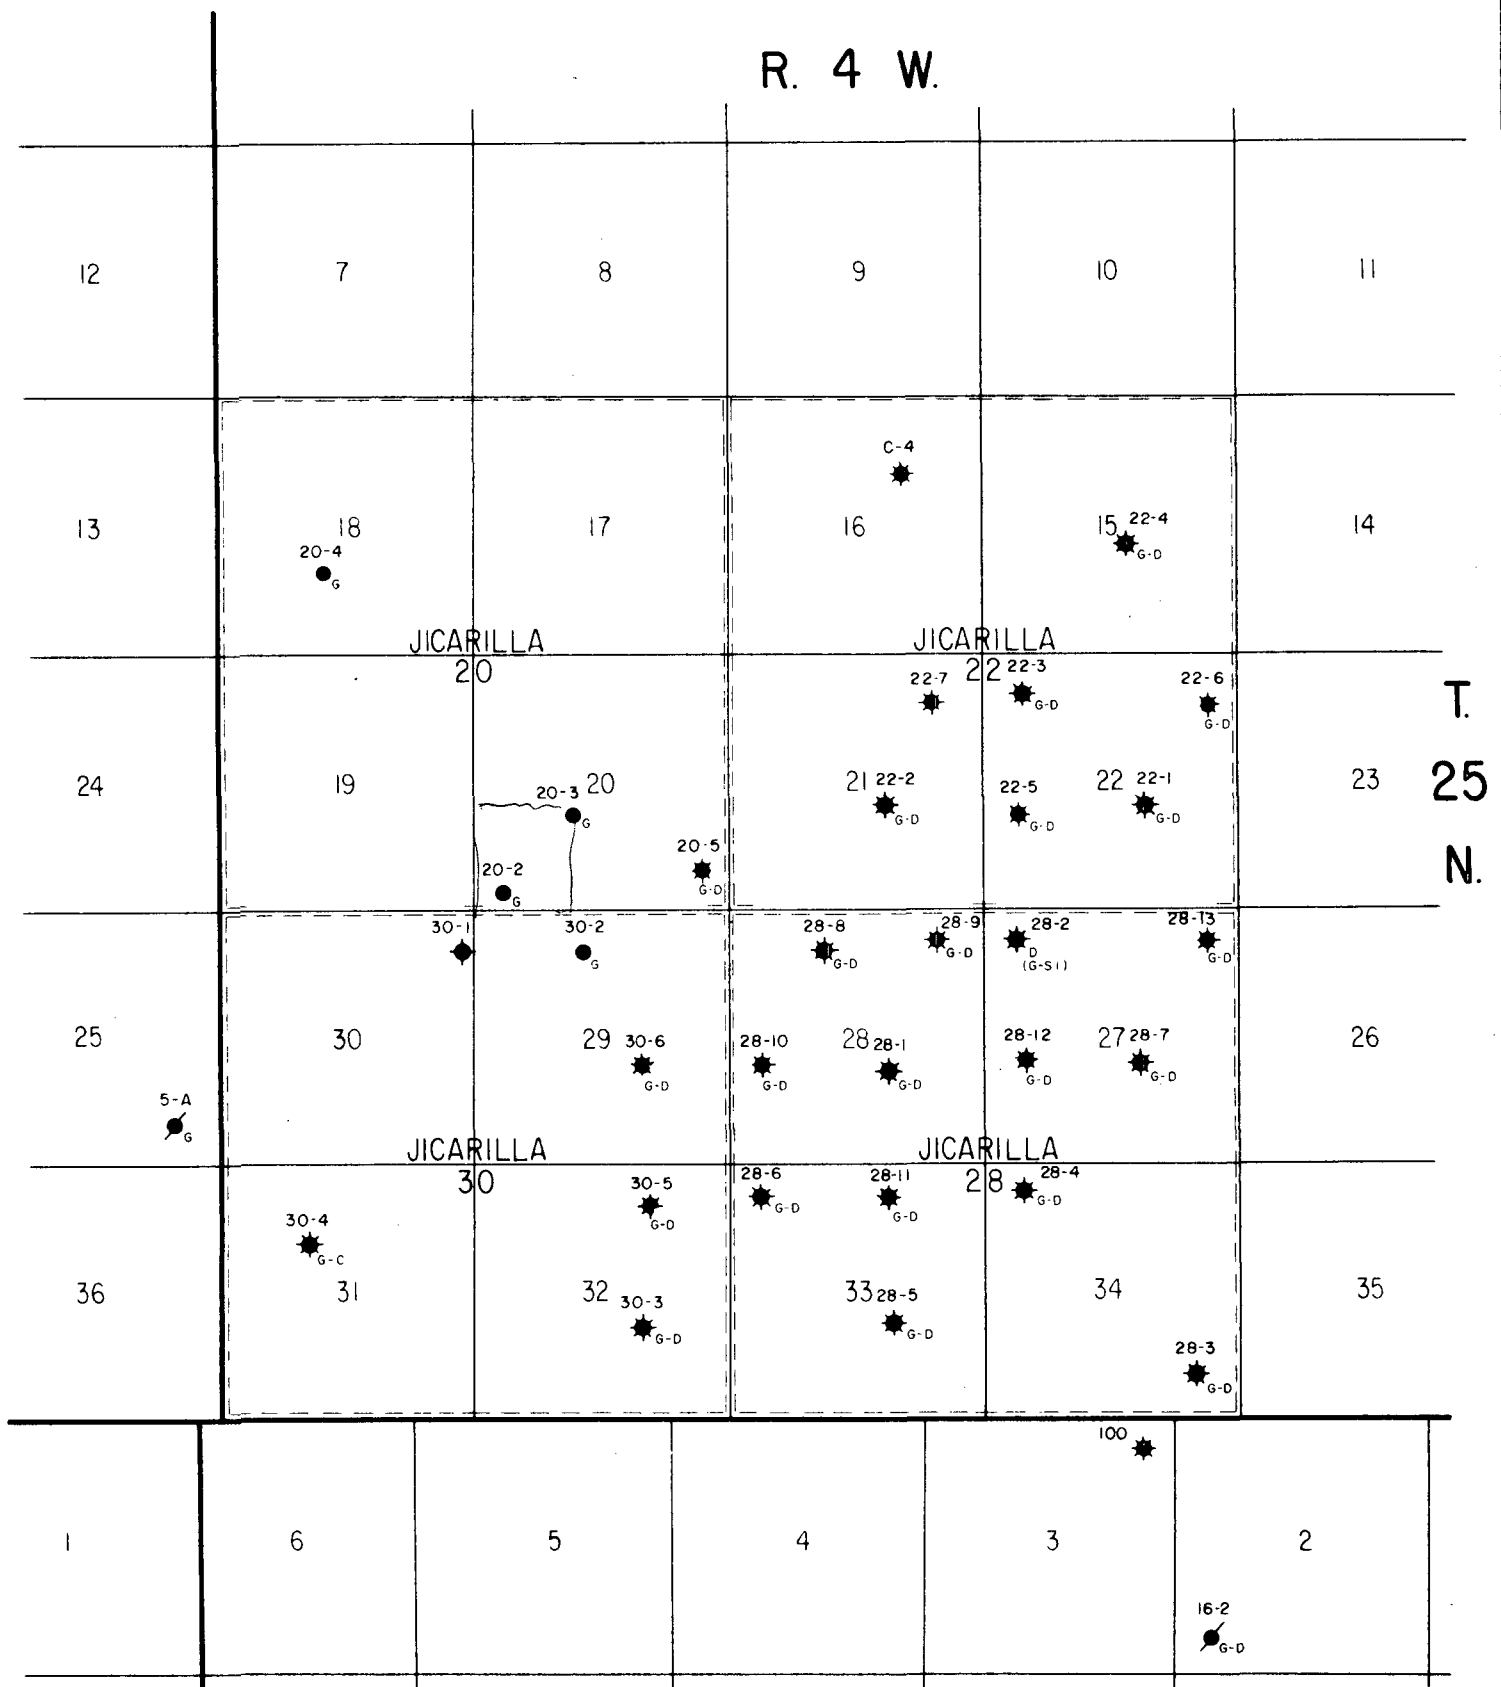 R. 4 W.
12 7 8 9 10 11
C-4
13 18 17 16 15 22-4 14
G-D
20-4
G
JICARILLA JICARILLA
20 22
22-7 22-3 22-6
G-D
G-D
T.
25
N.
24 19 20-3 20 21 22-2 22-5 22 22-1 23
G G-D G-D G-D
20-5
G-D
20-2
G
30-1 30-2 28-8 28-9 28-2 28-13
G G-D G-D D G-D
(G-SI)
25 30 29 30-6 28-10 28 28-1 28-12 27 28-7 26
G-D G-D G-D G-D G-D
5-A
G
JICARILLA JICARILLA
30 28
30-5 28-6 28-11 28-4
G-D G-D G-D G-D
30-4
G-C
36 31 32 30-3 33 28-5 34 35
G-D G-D
28-3
G-D
100
1 6 5 4 3 2
16-2
G-D